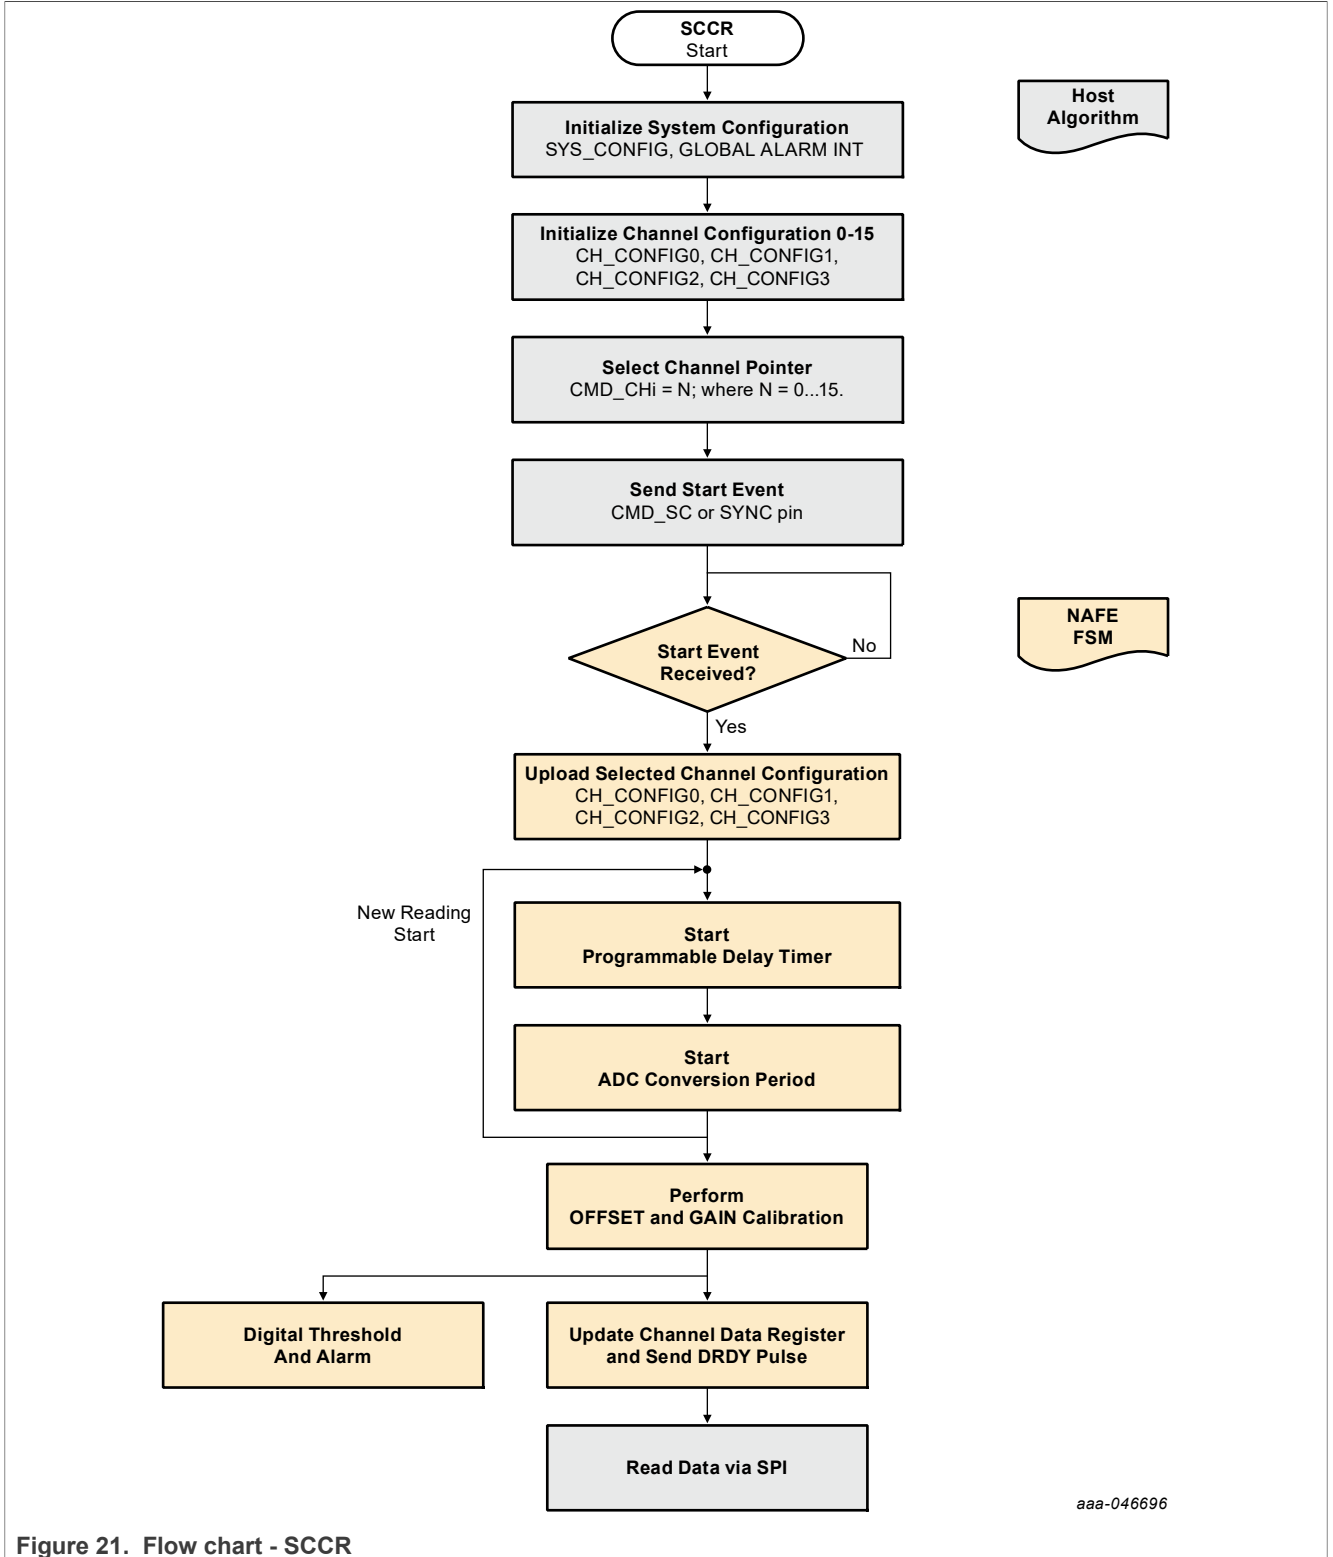 SCCR
Start
Host
Algorithm
Initialize System Configuration
SYS_CONFIG, GLOBAL ALARM INT
Initialize Channel Configuration 0-15
CH_CONFIG0, CH_CONFIG1,
CH_CONFIG2, CH_CONFIG3
Select Channel Pointer
CMD_CHi = N; where N = 0...15.
Send Start Event
CMD_SC or SYNC pin
NAFE
FSM
Start Event
Received?
No
Yes
Upload Selected Channel Configuration
CH_CONFIG0, CH_CONFIG1,
CH_CONFIG2, CH_CONFIG3
New Reading
Start
Start
Programmable Delay Timer
Start
ADC Conversion Period
Perform
OFFSET and GAIN Calibration
Digital Threshold
And Alarm
Update Channel Data Register
and Send DRDY Pulse
Read Data via SPI
aaa-046696
Figure 21. Flow chart - SCCR